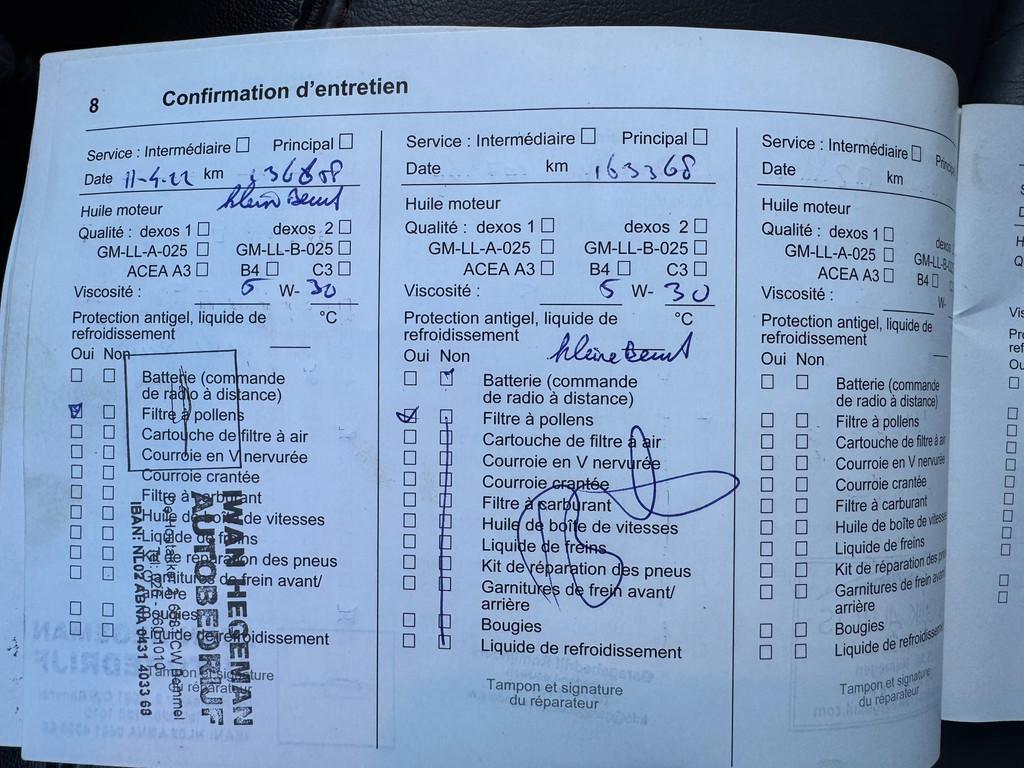 8 Confirmation d'entretien
Service : Intermédiaire ☐ Principal ☐
Date 11-4-22 km
Huile moteur
Qualité : dexos 1 ☐ dexos 2 ☐
GM-LL-A-025 ☐ GM-LL-B-025 ☐
ACEA A3 ☐ B4 ☐ C3 ☐
Viscosité : 5 W- 30
Protection antigel, liquide de refroidissement °C
Oui Non
Batterie (commande
de radio à distance)
Filtre à pollens
Cartouche de filtre à air
Courroie en V nervurée
Courroie crantée
Filtre à carburant
Huile de boîte de vitesses
Liquide de freins
Kit de réparation des pneus
Garnitures de frein avant/
arrière
Bougies
Liquide de refroidissement
Tampon et signature
du réparateur
IWAN HEGEMAN
AUTOBEDRIJF
CW Bemmel
Service : Intermédiaire ☐ Principal ☐
Date km 163368
Huile moteur
Qualité : dexos 1 ☐ dexos 2 ☐
GM-LL-A-025 ☐ GM-LL-B-025 ☐
ACEA A3 ☐ B4 ☐ C3 ☐
Viscosité : 5 W- 30
Protection antigel, liquide de °C
refroidissement
kleine Beurt
Oui Non
Batterie (commande
de radio à distance)
Filtre à pollens
Cartouche de filtre à air
Courroie en V nervurée
Courroie crantée
Filtre à carburant
Huile de boîte de vitesses
Liquide de freins
Kit de réparation des pneus
Garnitures de frein avant/
arrière
Bougies
Liquide de refroidissement
Tampon et signature
du réparateur
Service : Intermédiaire ☐
Date km
Huile moteur
Qualité : dexos 1 ☐
GM-LL-A-025 ☐
ACEA A3 ☐ B4 ☐
Viscosité : W-
Protection antigel, liquide de
refroidissement
Oui Non
Batterie (commande
de radio à distance)
Filtre à pollens
Cartouche de filtre à air
Courroie en V nervurée
Courroie crantée
Filtre à carburant
Huile de boîte de vitesses
Liquide de freins
Kit de réparation des pneus
Garnitures de frein avant/
arrière
Bougies
Liquide de refroidissement
Tampon et signature
du réparateur